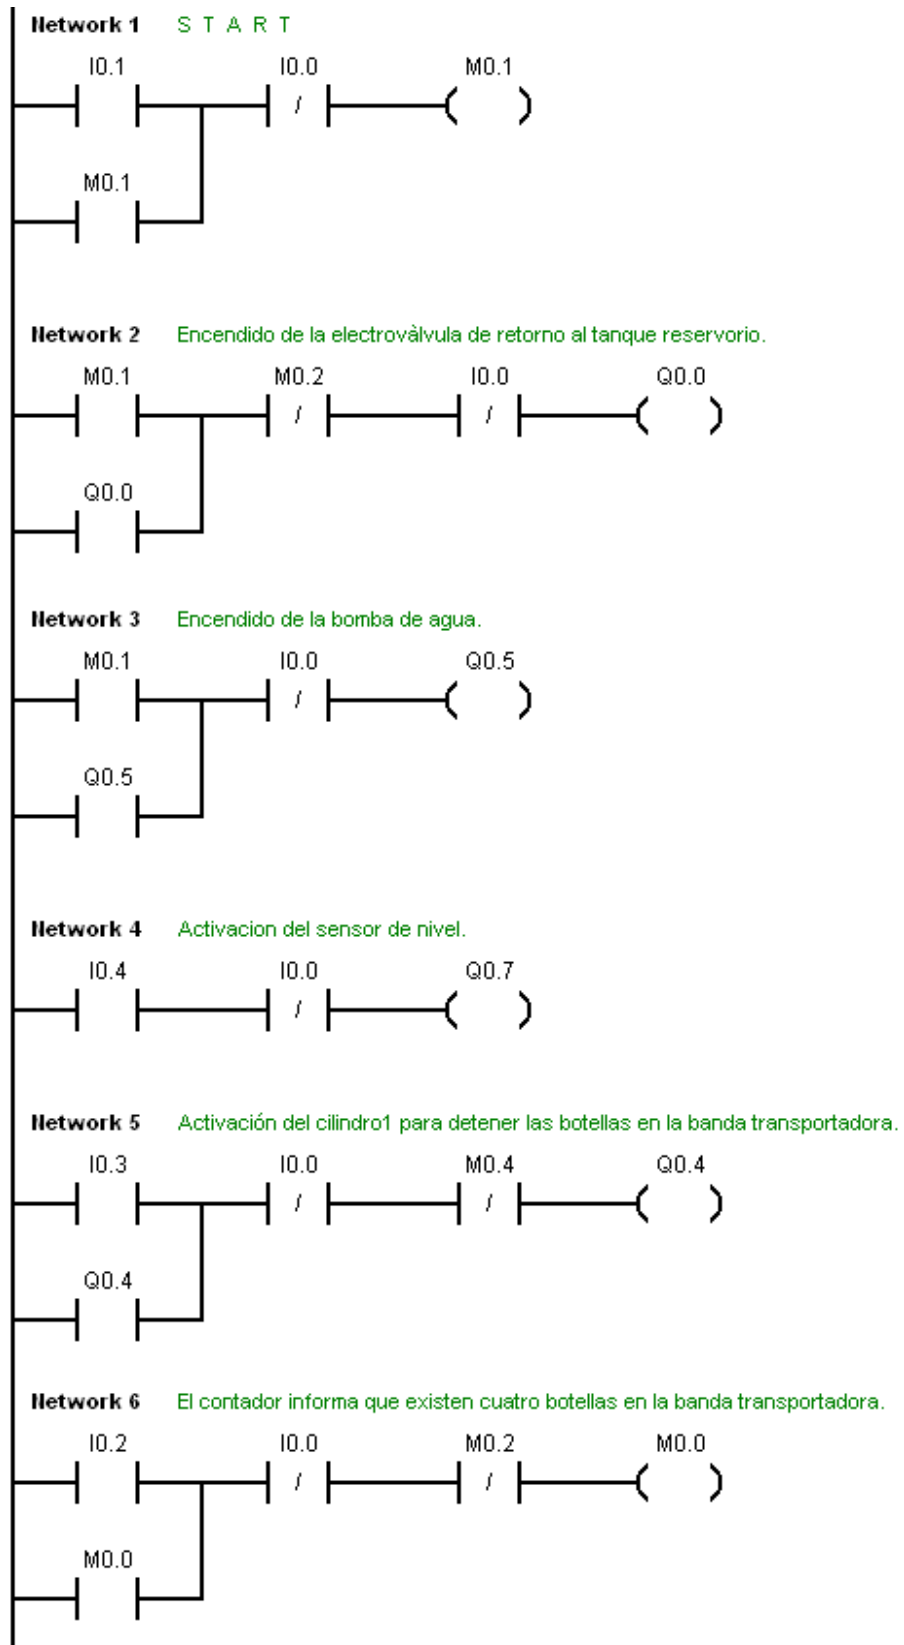 Network 1 S T A R T
I0.1 I0.0 M0.1
/
M0.1
Network 2 Encendido de la electrovàlvula de retorno al tanque reservorio.
M0.1 M0.2 I0.0 Q0.0
/ /
Q0.0
Network 3 Encendido de la bomba de agua.
M0.1 I0.0 Q0.5
/
Q0.5
Network 4 Activacion del sensor de nivel.
I0.4 I0.0 Q0.7
/
Network 5 Activación del cilindro1 para detener las botellas en la banda transportadora.
I0.3 I0.0 M0.4 Q0.4
/ /
Q0.4
Network 6 El contador informa que existen cuatro botellas en la banda transportadora.
I0.2 I0.0 M0.2 M0.0
/ /
M0.0